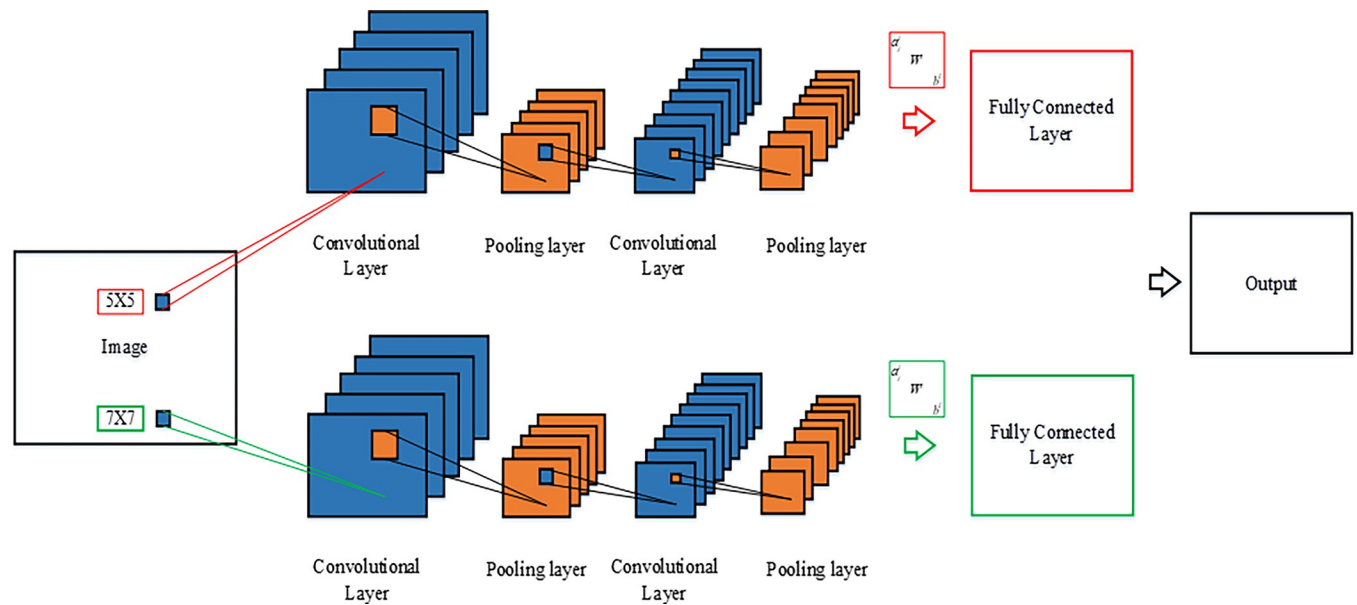 5X5
Image
7X7
Convolutional
Layer
Pooling layer
Convolutional
Layer
Pooling layer
W
Fully Connected
Layer
Convolutional
Layer
Pooling layer
Convolutional
Layer
Pooling layer
W
Fully Connected
Layer
Output